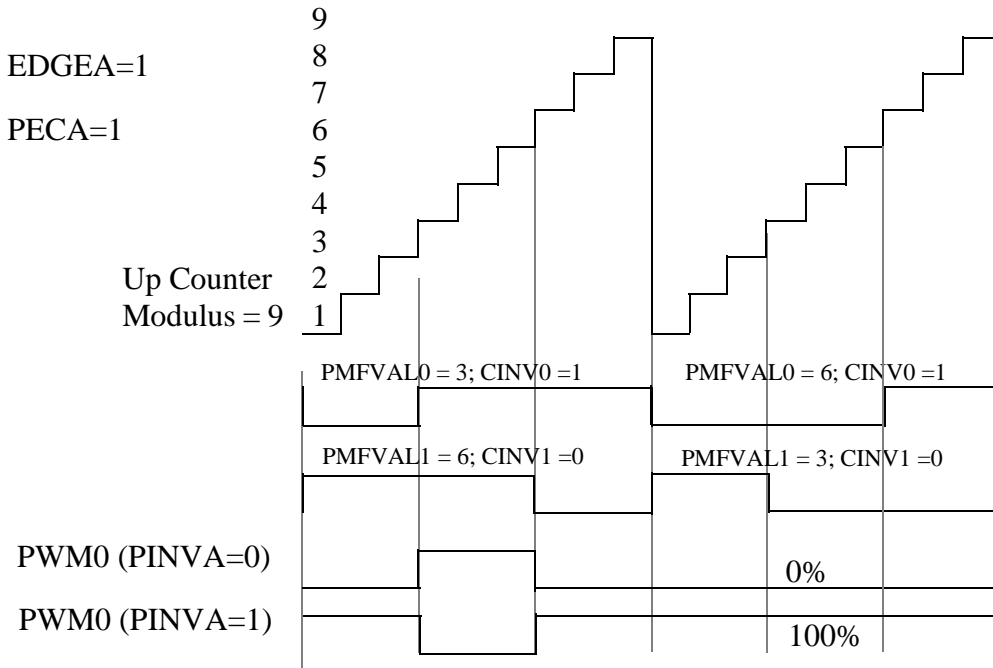 9
8
EDGEA=1
7
PECA=1
6
5
4
3
Up Counter
2
Modulus = 9
1
PMFVAL0 = 3; CINV0 =1
PMFVAL0 = 6; CINV0 =1
PMFVAL1 = 6; CINV1 =0
PMFVAL1 = 3; CINV1 =0
PWM0 (PINVA=0)
0%
PWM0 (PINVA=1)
100%